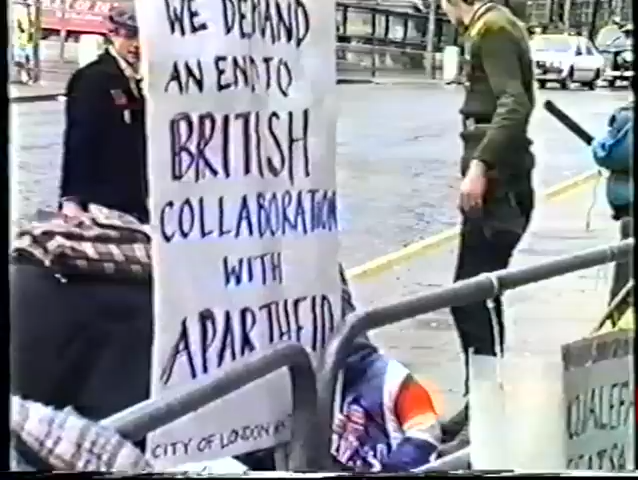 WE DEMAND
AN END TO
BRITISH
COLLABORATION
WITH
APARTHEID
CITY OF LONDON